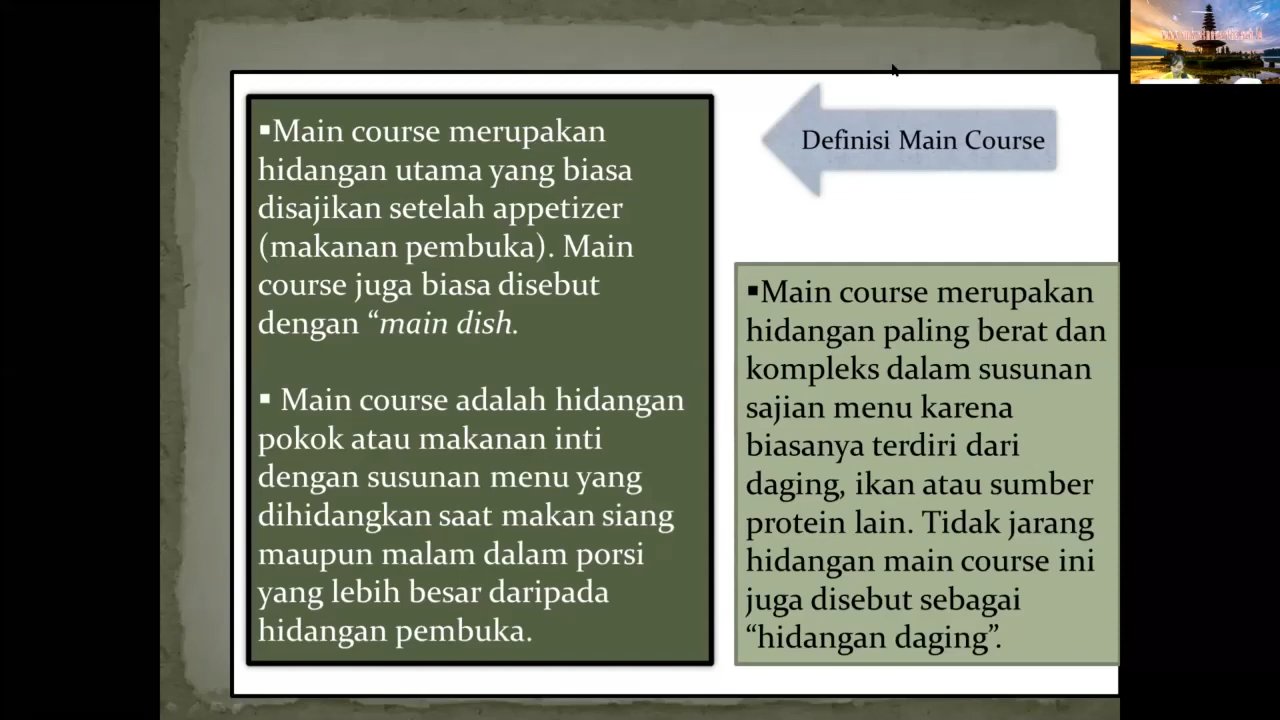 Definisi Main Course
▪Main course merupakan
hidangan utama yang biasa
disajikan setelah appetizer
(makanan pembuka). Main
course juga biasa disebut
dengan “main dish.
▪ Main course adalah hidangan
pokok atau makanan inti
dengan susunan menu yang
dihidangkan saat makan siang
maupun malam dalam porsi
yang lebih besar daripada
hidangan pembuka.
▪Main course merupakan
hidangan paling berat dan
kompleks dalam susunan
sajian menu karena
biasanya terdiri dari
daging, ikan atau sumber
protein lain. Tidak jarang
hidangan main course ini
juga disebut sebagai
“hidangan daging”.